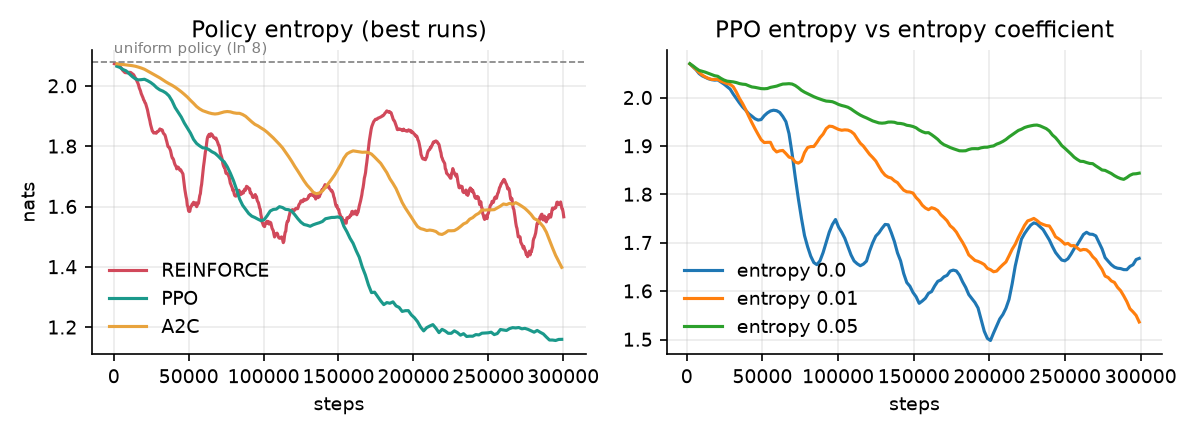 Policy entropy (best runs)
uniform policy (ln 8)
nats
2.0
1.8
1.6
1.4
1.2
REINFORCE
PPO
A2C
0 50000 100000 150000 200000 250000 300000
steps
PPO entropy vs entropy coefficient
2.0
1.9
1.8
1.7
1.6
1.5
entropy 0.0
entropy 0.01
entropy 0.05
0 50000 100000 150000 200000 250000 300000
steps